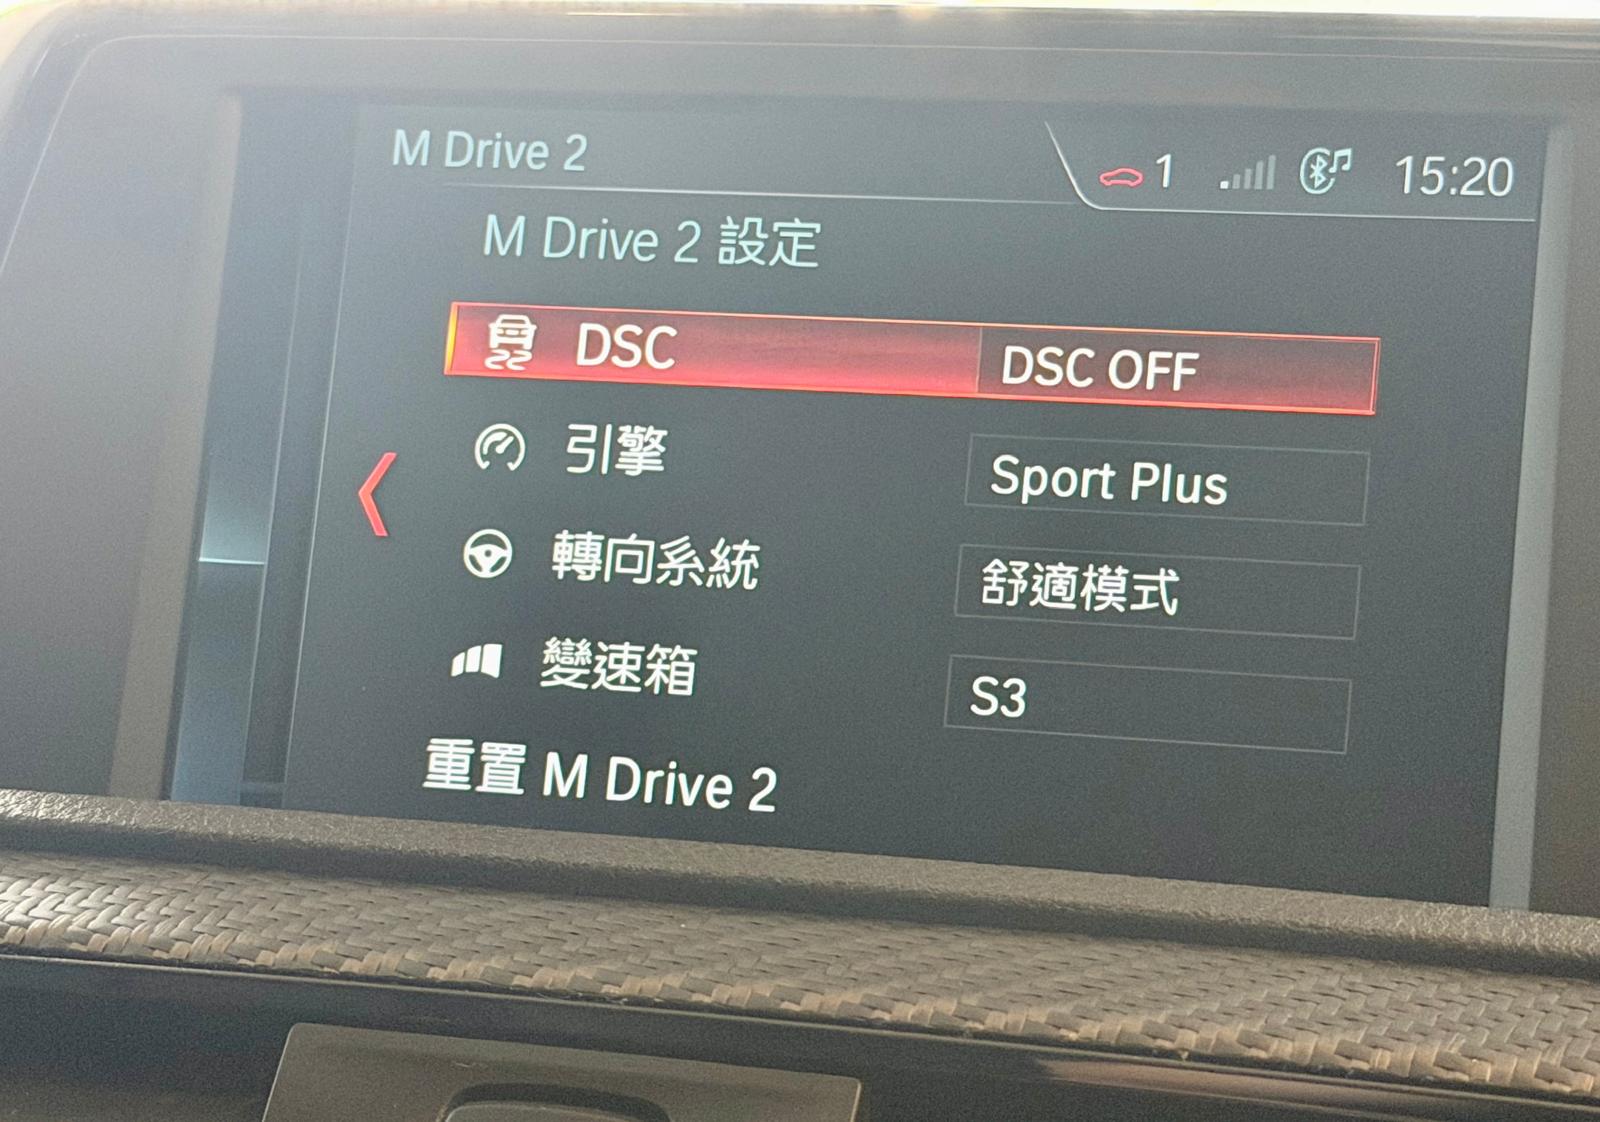 M Drive 2
1 15:20
M Drive 2 設定
DSC DSC OFF
引擎 Sport Plus
轉向系統 舒適模式
變速箱 S3
重置 M Drive 2